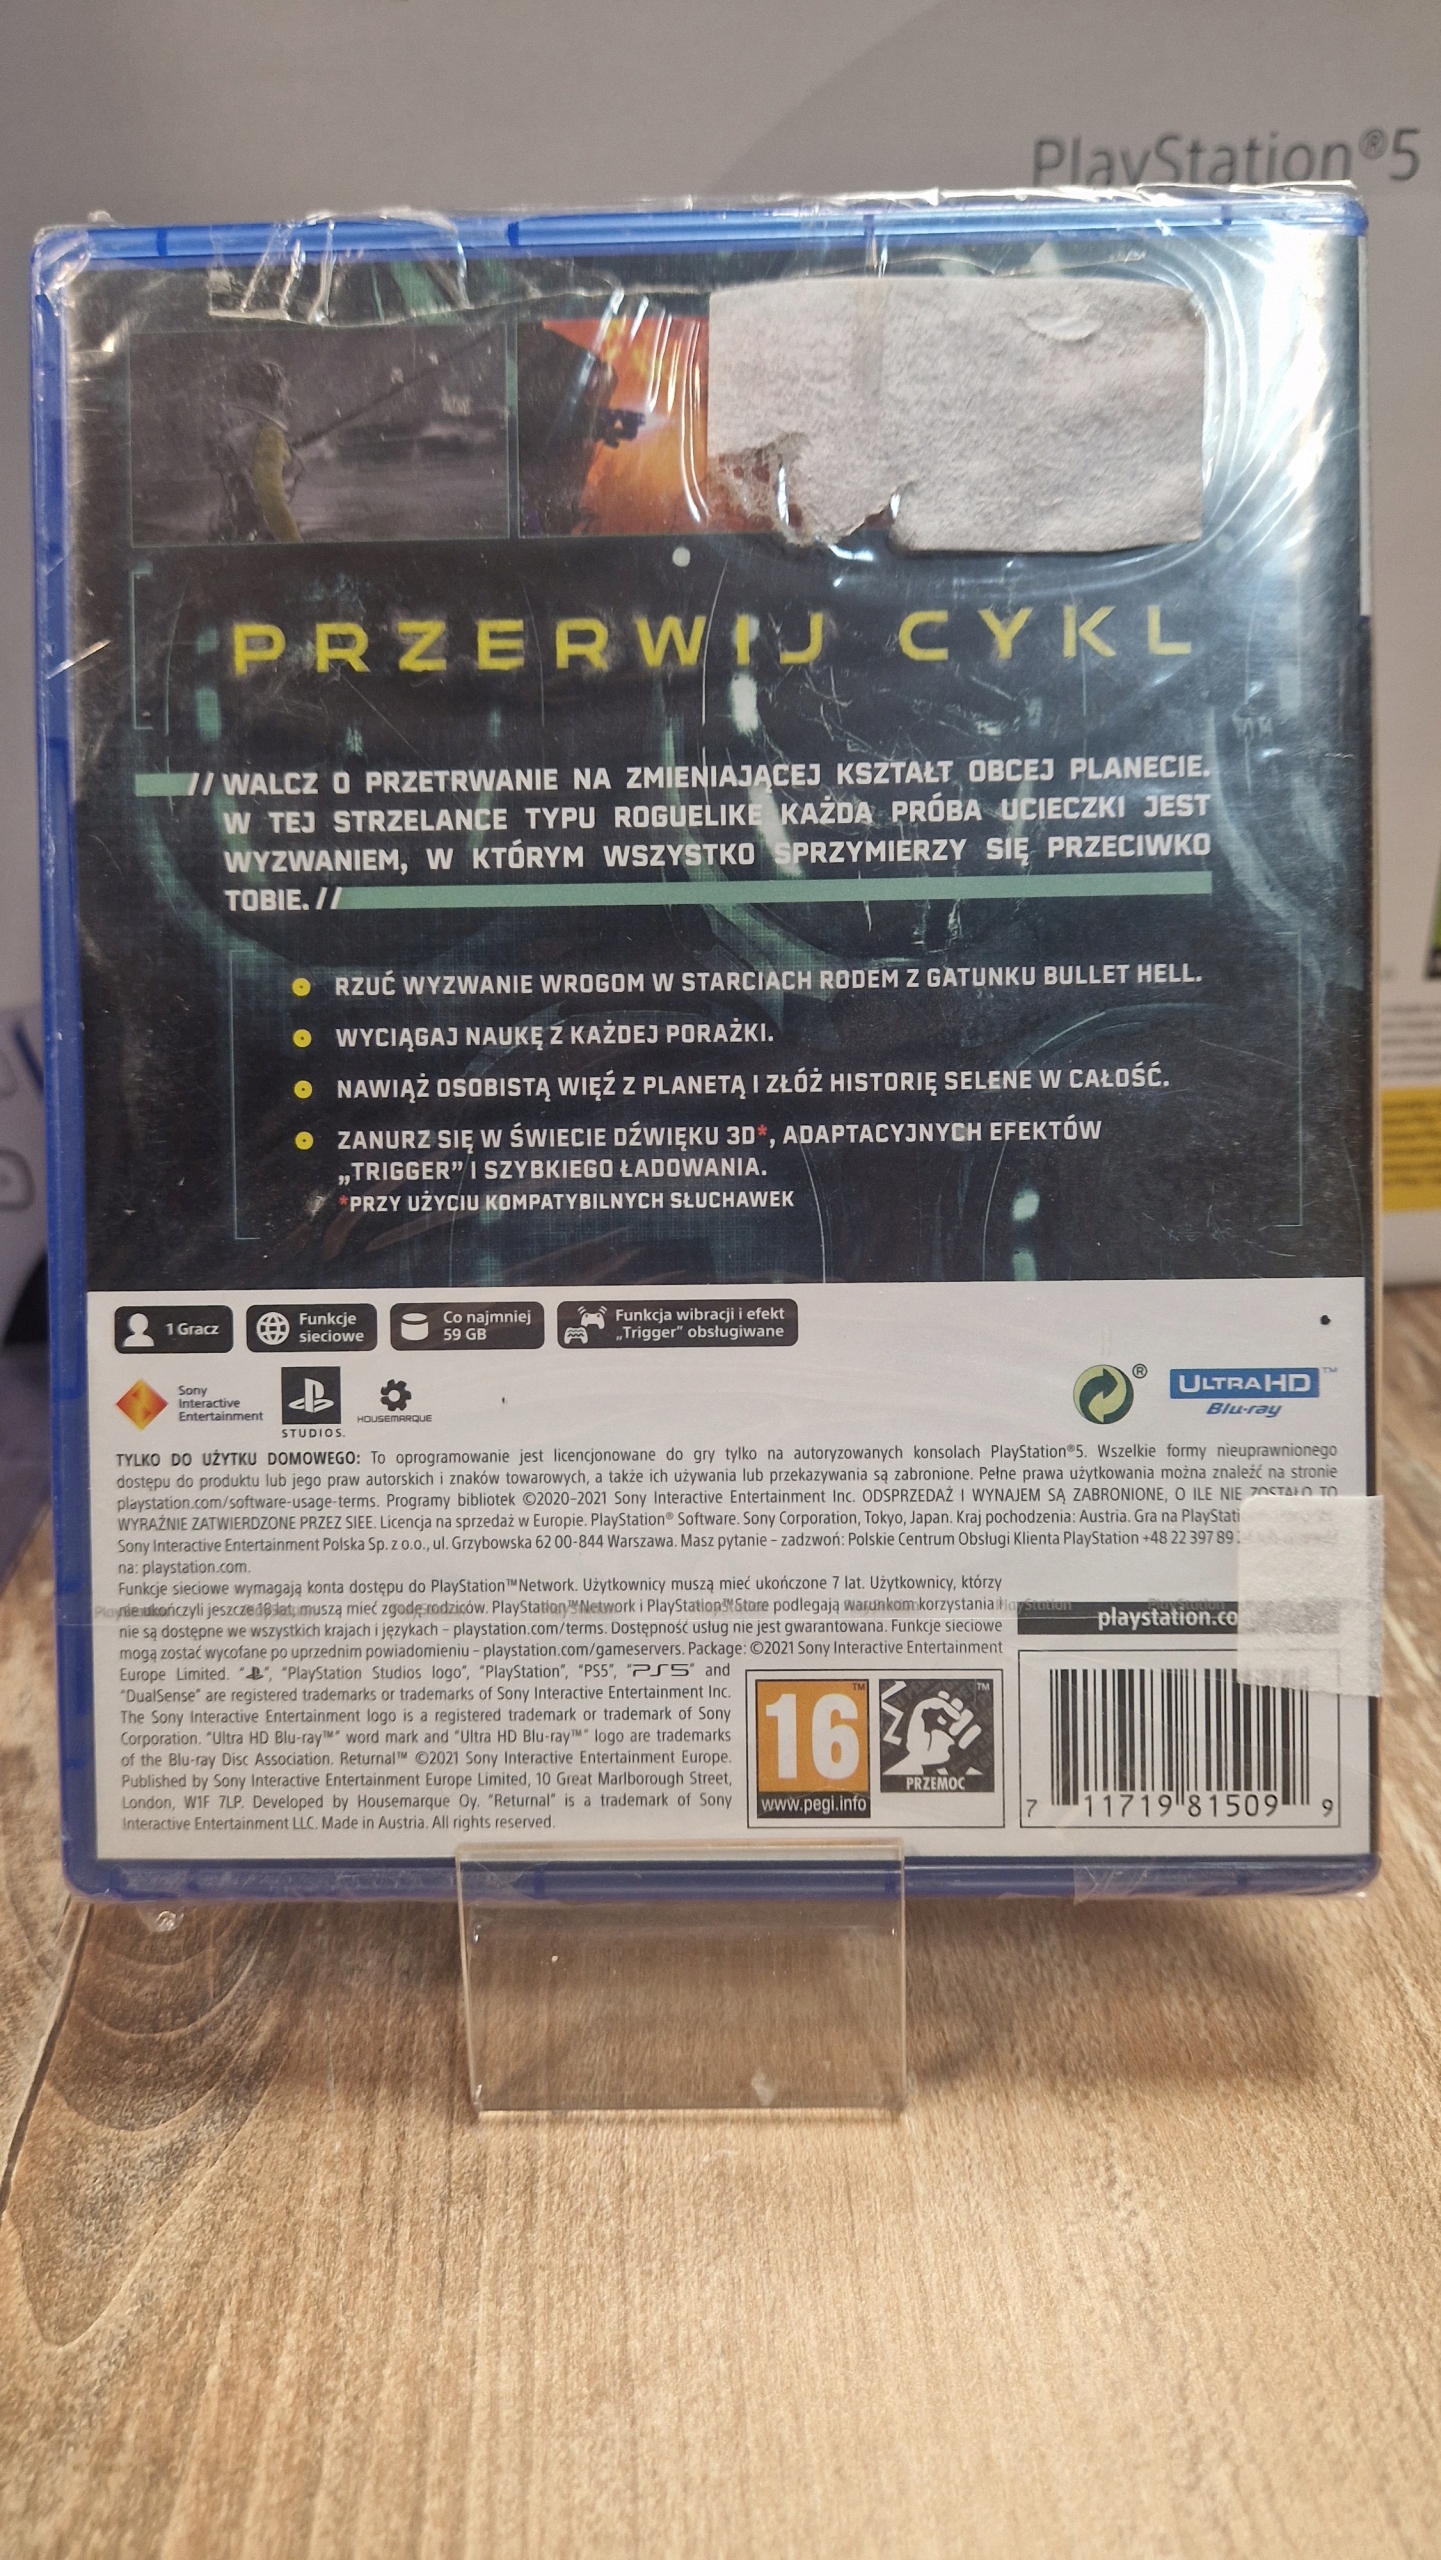 PlayStation®5
PRZERWIJ CYKL
// WALCZ O PRZETRWANIE NA ZMIENIAJĄCEJ KSZTAŁT OBCEJ PLANECIE.
W TEJ STRZELANCE TYPU ROGUELIKE KAŻDA PRÓBA UCIECZKI JEST
WYZWANIEM, W KTÓRYM WSZYSTKO SPRZYMIERZY SIĘ PRZECIWKO
TOBIE. //
RZUĆ WYZWANIE WROGOM W STARCIACH RODEM Z GATUNKU BULLET HELL.
WYCIĄGAJ NAUKĘ Z KAŻDEJ PORAŻKI.
NAWIĄŻ OSOBISTĄ WIĘŹ Z PLANETĄ I ZŁÓŻ HISTORIĘ SELENE W CAŁOŚĆ.
ZANURZ SIĘ W ŚWIECIE DŹWIĘKU 3D*, ADAPTACYJNYCH EFEKTÓW
„TRIGGER” I SZYBKIEGO ŁADOWANIA.
*PRZY UŻYCIU KOMPATYBILNYCH SŁUCHAWEK
1 Gracz
Funkcje
sieciowe
Co najmniej
59 GB
Funkcja wibracji i efekt
„Trigger” obsługiwane
Sony
Interactive
Entertainment
STUDIOS.
HOUSEMARQUE
®
ULTRA HD™
Blu-ray
TYLKO DO UŻYTKU DOMOWEGO: To oprogramowanie jest licencjonowane do gry tylko na autoryzowanych konsolach PlayStation®5. Wszelkie formy nieuprawnionego
dostępu do produktu lub jego praw autorskich i znaków towarowych, a także ich używania lub przekazywania są zabronione. Pełne prawa użytkowania można znaleźć na stronie
playstation.com/software-usage-terms. Programy bibliotek ©2020–2021 Sony Interactive Entertainment Inc. ODSPRZEDAŻ I WYNAJEM SĄ ZABRONIONE, O ILE NIE ZOSTAŁO TO
WYRAŹNIE ZATWIERDZONE PRZEZ SIEE. Licencja na sprzedaż w Europie. PlayStation® Software. Sony Corporation, Tokyo, Japan. Kraj pochodzenia: Austria. Gra na PlayStati
Sony Interactive Entertainment Polska Sp. z o.o., ul. Grzybowska 62 00-844 Warszawa. Masz pytanie – zadzwoń: Polskie Centrum Obsługi Klienta PlayStation +48 22 397 89
na: playstation.com.
Funkcje sieciowe wymagają konta dostępu do PlayStation™Network. Użytkownicy muszą mieć ukończone 7 lat. Użytkownicy, którzy
nie ukończyli jeszcze 18 lat, muszą mieć zgodę rodziców. PlayStation™Network i PlayStation™Store podlegają warunkom korzystania i
nie są dostępne we wszystkich krajach i językach – playstation.com/terms. Dostępność usług nie jest gwarantowana. Funkcje sieciowe
mogą zostać wycofane po uprzednim powiadomieniu – playstation.com/gameservers. Package: ©2021 Sony Interactive Entertainment
Europe Limited. “ ”, “PlayStation Studios logo”, “PlayStation”, “PS5”, “PS5” and
“DualSense” are registered trademarks or trademarks of Sony Interactive Entertainment Inc.
The Sony Interactive Entertainment logo is a registered trademark or trademark of Sony
Corporation. “Ultra HD Blu-ray™” word mark and “Ultra HD Blu-ray™” logo are trademarks
of the Blu-ray Disc Association. Returnal™ ©2021 Sony Interactive Entertainment Europe.
Published by Sony Interactive Entertainment Europe Limited, 10 Great Marlborough Street,
London, W1F 7LP. Developed by Housemarque Oy. “Returnal” is a trademark of Sony
Interactive Entertainment LLC. Made in Austria. All rights reserved.
playstation.co
16™
www.pegi.info
™
PRZEMOC
7 11719 81509 9